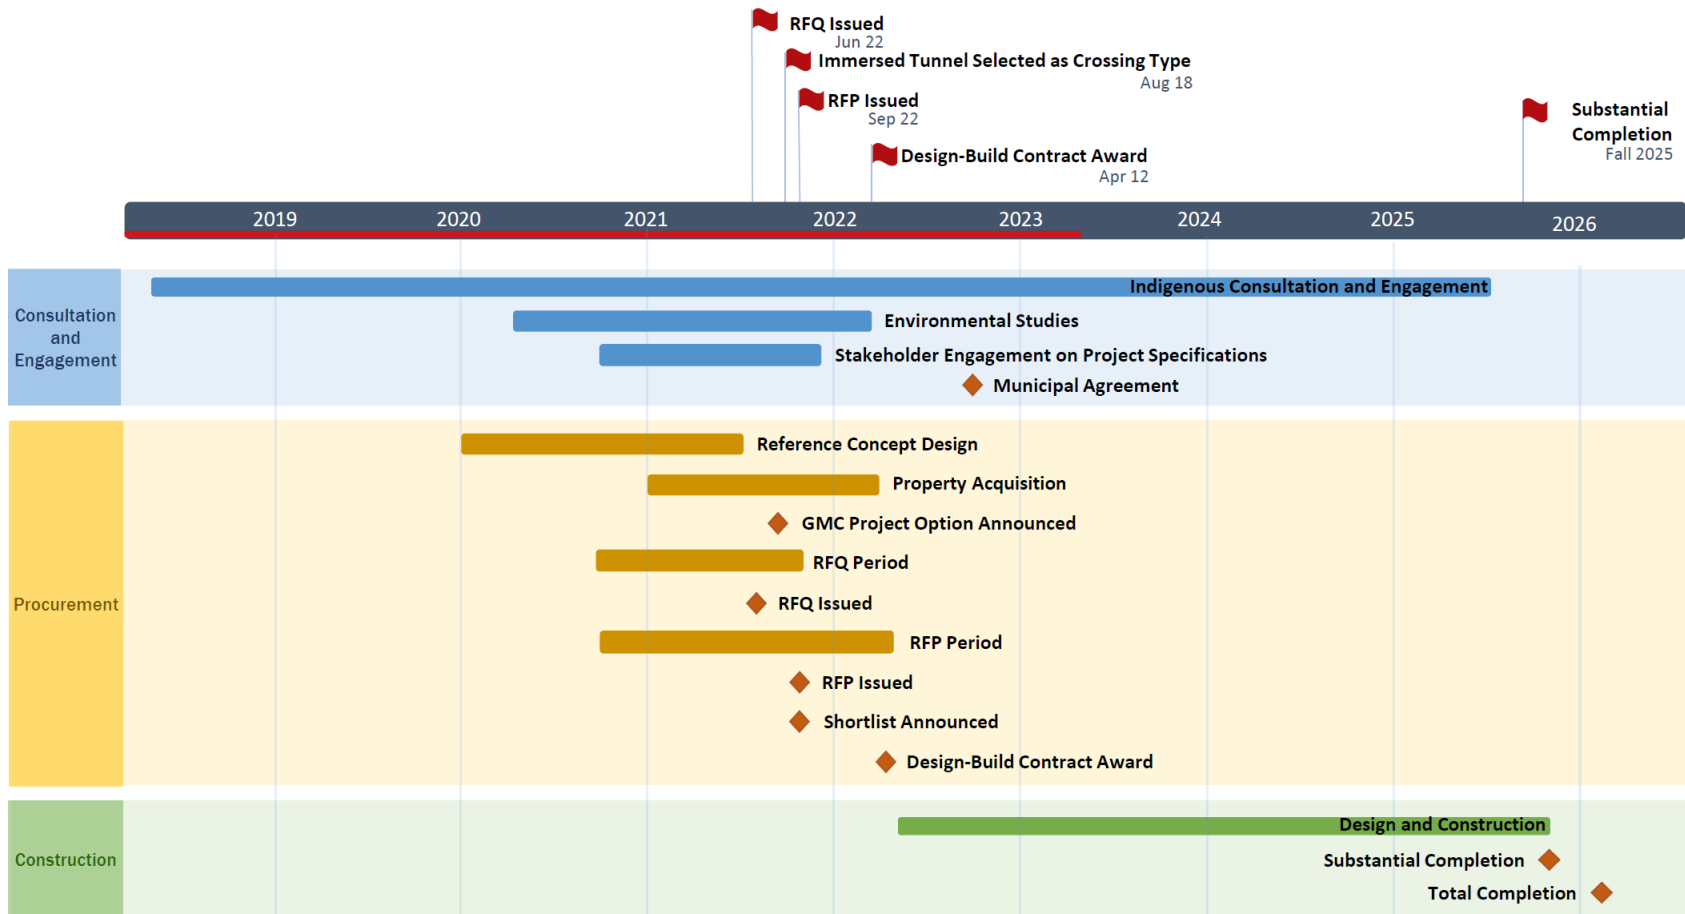 RFQ Issued
Jun 22
Immersed Tunnel Selected as Crossing Type
Aug 18
RFP Issued
Sep 22
Design-Build Contract Award
Apr 12
Substantial
Completion
Fall 2025
2019 2020 2021 2022 2023 2024 2025 2026
Consultation
and
Engagement
Indigenous Consultation and Engagement
Environmental Studies
Stakeholder Engagement on Project Specifications
Municipal Agreement
Procurement
Reference Concept Design
Property Acquisition
GMC Project Option Announced
RFQ Period
RFQ Issued
RFP Period
RFP Issued
Shortlist Announced
Design-Build Contract Award
Construction
Design and Construction
Substantial Completion
Total Completion